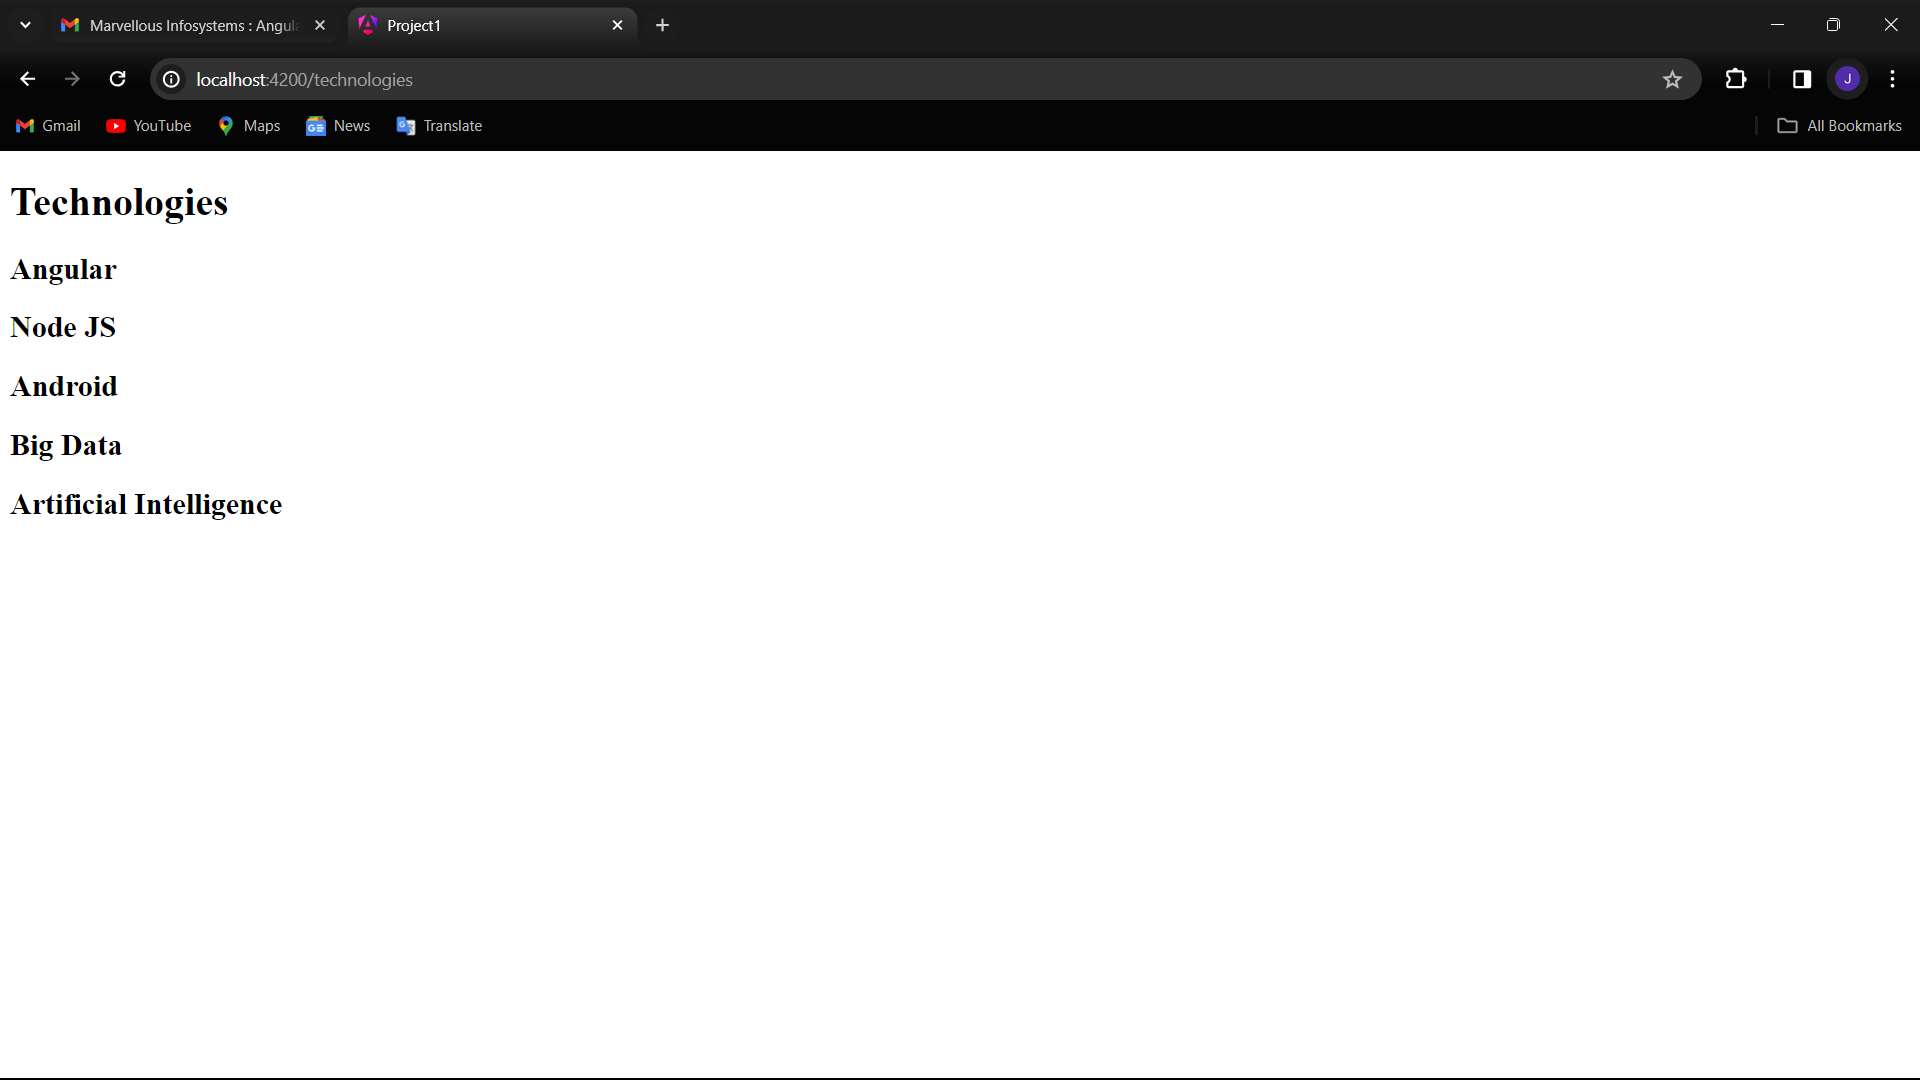 Marvellous Infosystems : Angul
Project1
localhost:4200/technologies
J
Gmail
YouTube
Maps
News
Translate
All Bookmarks
Technologies
Angular
Node JS
Android
Big Data
Artificial Intelligence